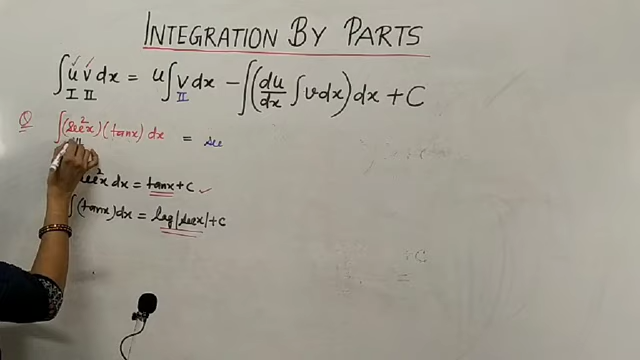 INTEGRATION BY PARTS
∫ u v dx = u ∫ v dx − ∫ (du/dx ∫ v dx) dx + C
I II II
Q ∫ (sec²x) (tanx) dx = sec
sec²x dx = tanx + C ✓
∫ (tanx) dx = log|secx| + C
+C
=